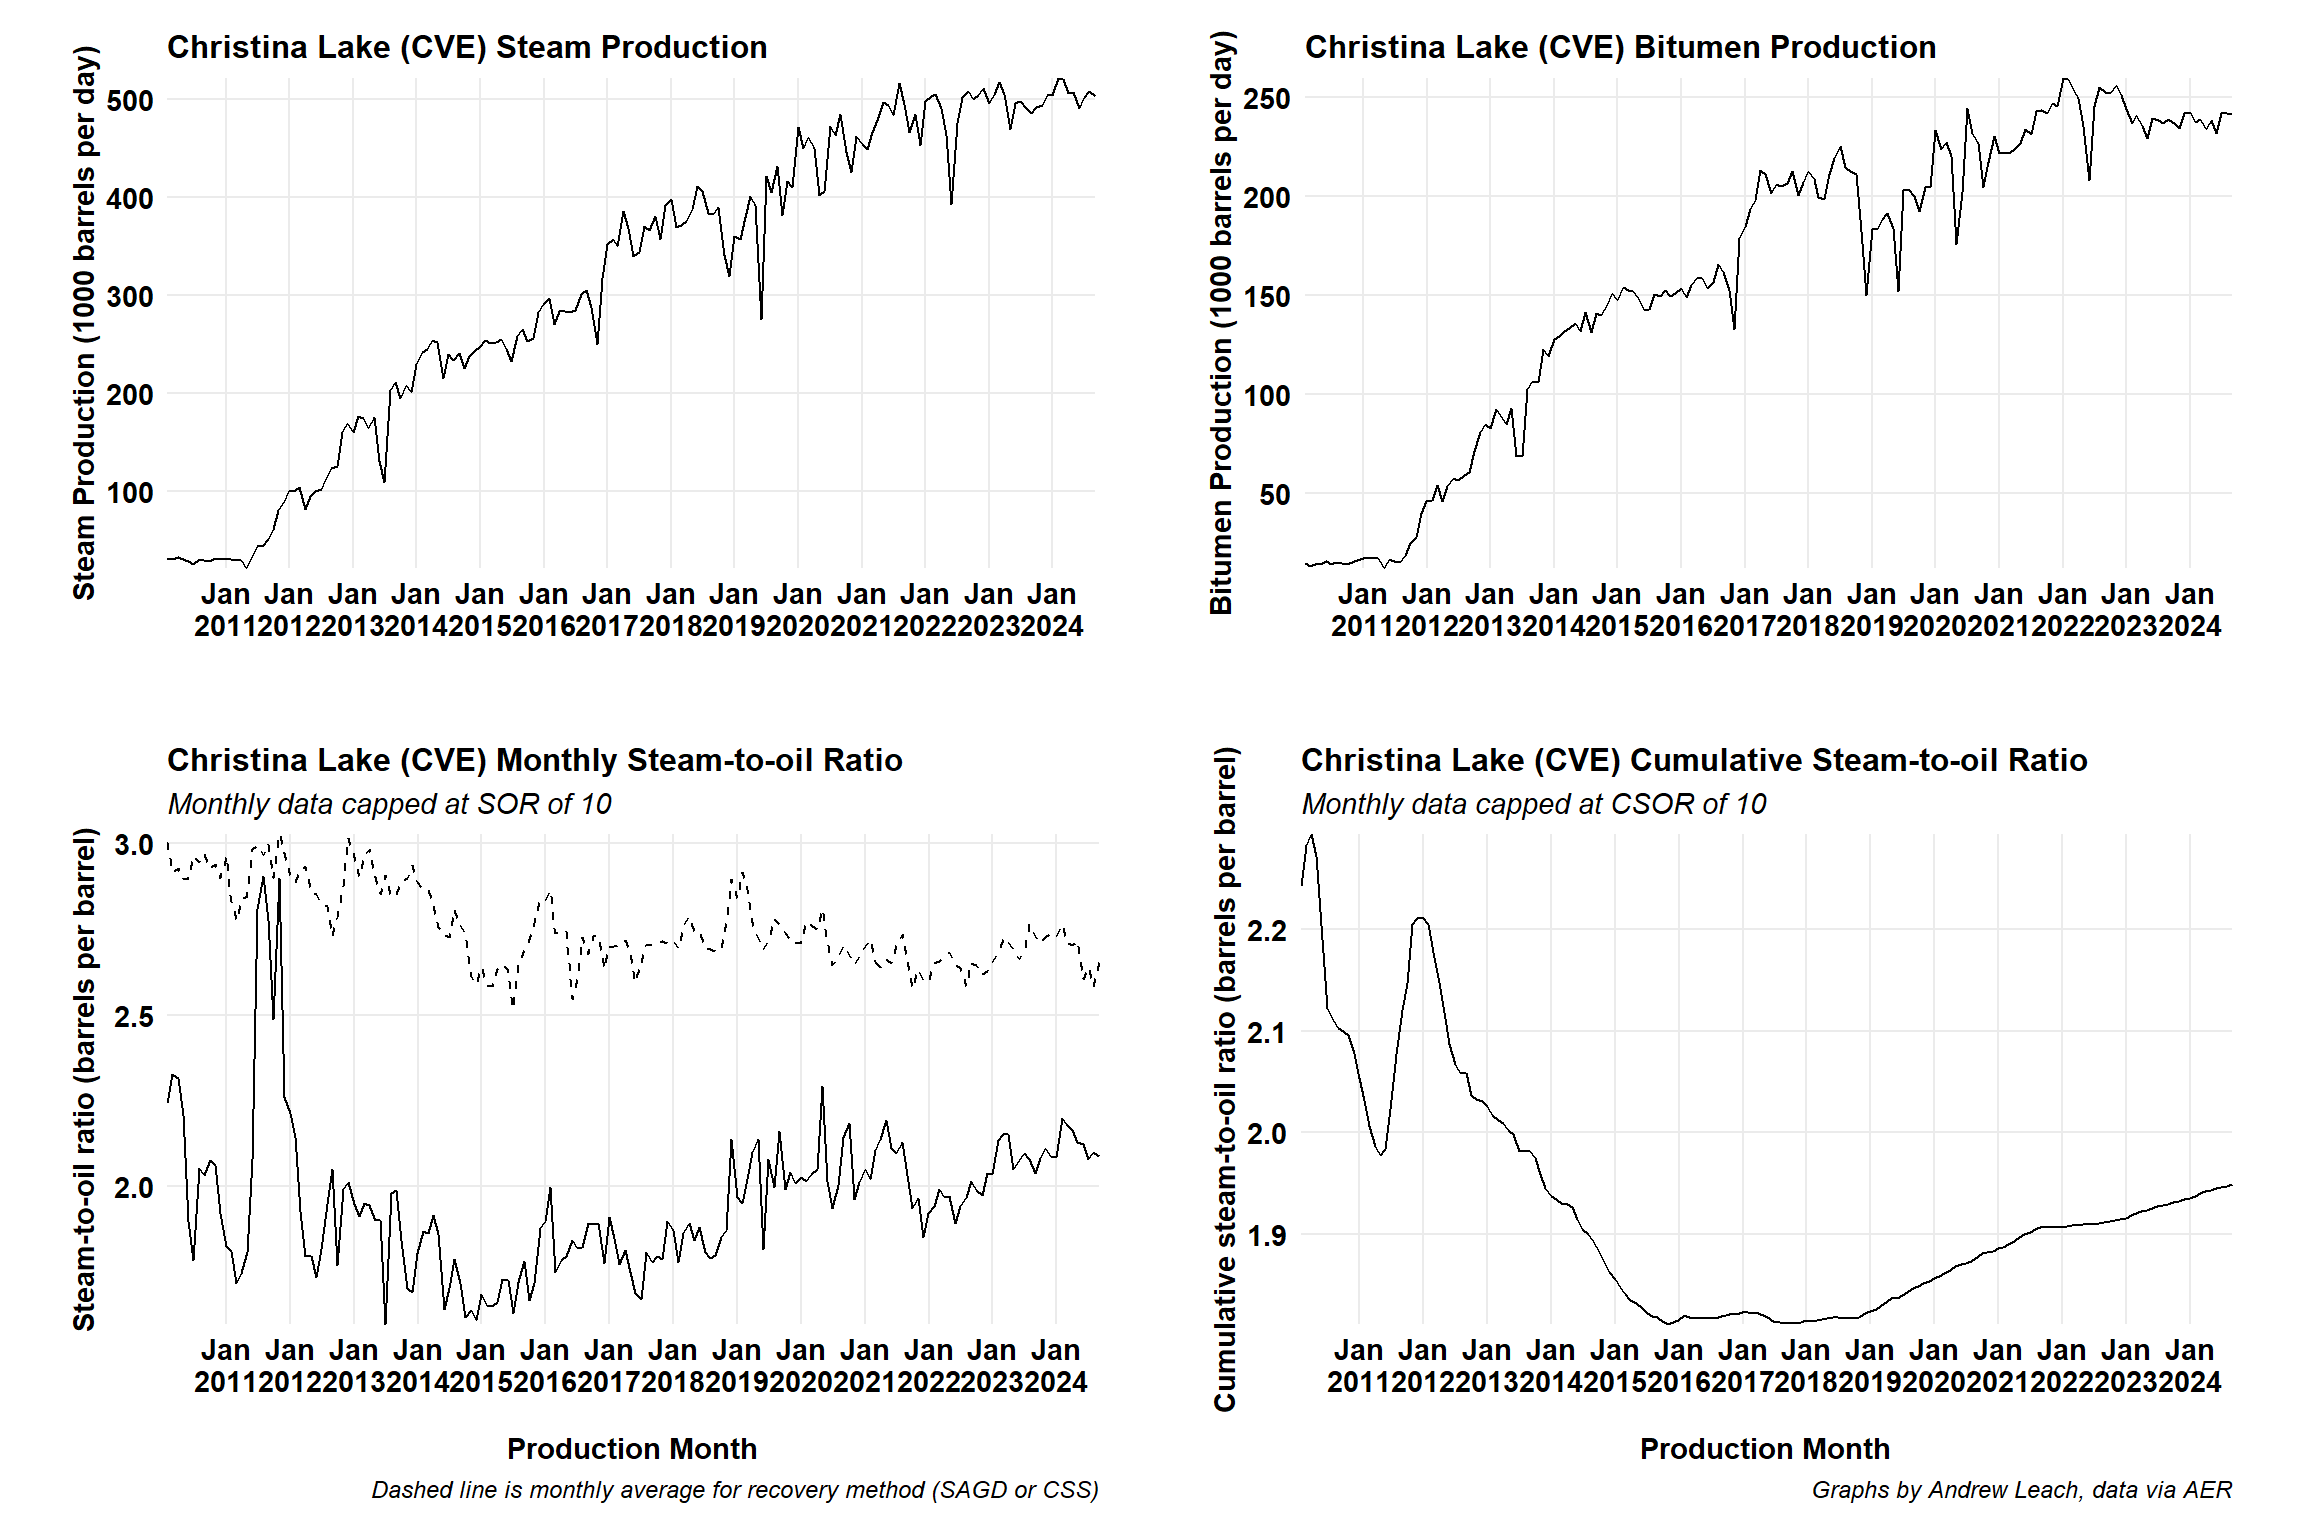 Christina Lake (CVE) Steam Production
Steam Production (1000 barrels per day)
500
400
300
200
100
Jan Jan Jan Jan Jan Jan Jan Jan Jan Jan Jan Jan Jan Jan
2011 2012 2013 2014 2015 2016 2017 2018 2019 2020 2021 2022 2023 2024
Christina Lake (CVE) Bitumen Production
Bitumen Production (1000 barrels per day)
250
200
150
100
50
Jan Jan Jan Jan Jan Jan Jan Jan Jan Jan Jan Jan Jan Jan
2011 2012 2013 2014 2015 2016 2017 2018 2019 2020 2021 2022 2023 2024
Christina Lake (CVE) Monthly Steam-to-oil Ratio
Monthly data capped at SOR of 10
Steam-to-oil ratio (barrels per barrel)
3.0
2.5
2.0
Jan Jan Jan Jan Jan Jan Jan Jan Jan Jan Jan Jan Jan Jan
2011 2012 2013 2014 2015 2016 2017 2018 2019 2020 2021 2022 2023 2024
Production Month
Dashed line is monthly average for recovery method (SAGD or CSS)
Christina Lake (CVE) Cumulative Steam-to-oil Ratio
Monthly data capped at CSOR of 10
Cumulative steam-to-oil ratio (barrels per barrel)
2.2
2.1
2.0
1.9
Jan Jan Jan Jan Jan Jan Jan Jan Jan Jan Jan Jan Jan Jan
2011 2012 2013 2014 2015 2016 2017 2018 2019 2020 2021 2022 2023 2024
Production Month
Graphs by Andrew Leach, data via AER